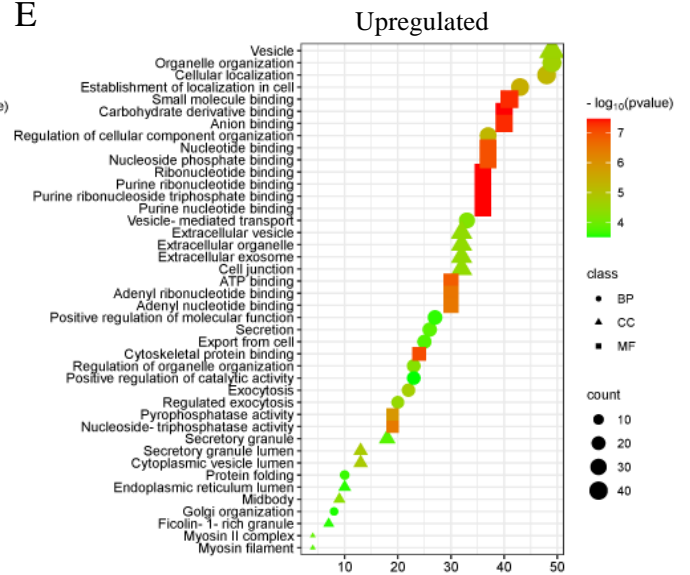 E
Upregulated
e)
Vesicle
Organelle organization
Cellular localization
Establishment of localization in cell
Small molecule binding
Carbohydrate derivative binding
Anion binding
Regulation of cellular component organization
Nucleotide binding
Nucleoside phosphate binding
Ribonucleotide binding
Purine ribonucleotide binding
Purine ribonucleoside triphosphate binding
Purine nucleotide binding
Vesicle- mediated transport
Extracellular vesicle
Extracellular organelle
Extracellular exosome
Cell junction
ATP binding
Adenyl ribonucleotide binding
Adenyl nucleotide binding
Positive regulation of molecular function
Secretion
Export from cell
Cytoskeletal protein binding
Regulation of organelle organization
Positive regulation of catalytic activity
Exocytosis
Regulated exocytosis
Pyrophosphatase activity
Nucleoside- triphosphatase activity
Secretory granule
Secretory granule lumen
Cytoplasmic vesicle lumen
Protein folding
Endoplasmic reticulum lumen
Midbody
Golgi organization
Ficolin- 1- rich granule
Myosin II complex
Myosin filament
10 20 30 40 50
- log10(pvalue)
7
6
5
4
class
BP
CC
MF
count
10
20
30
40